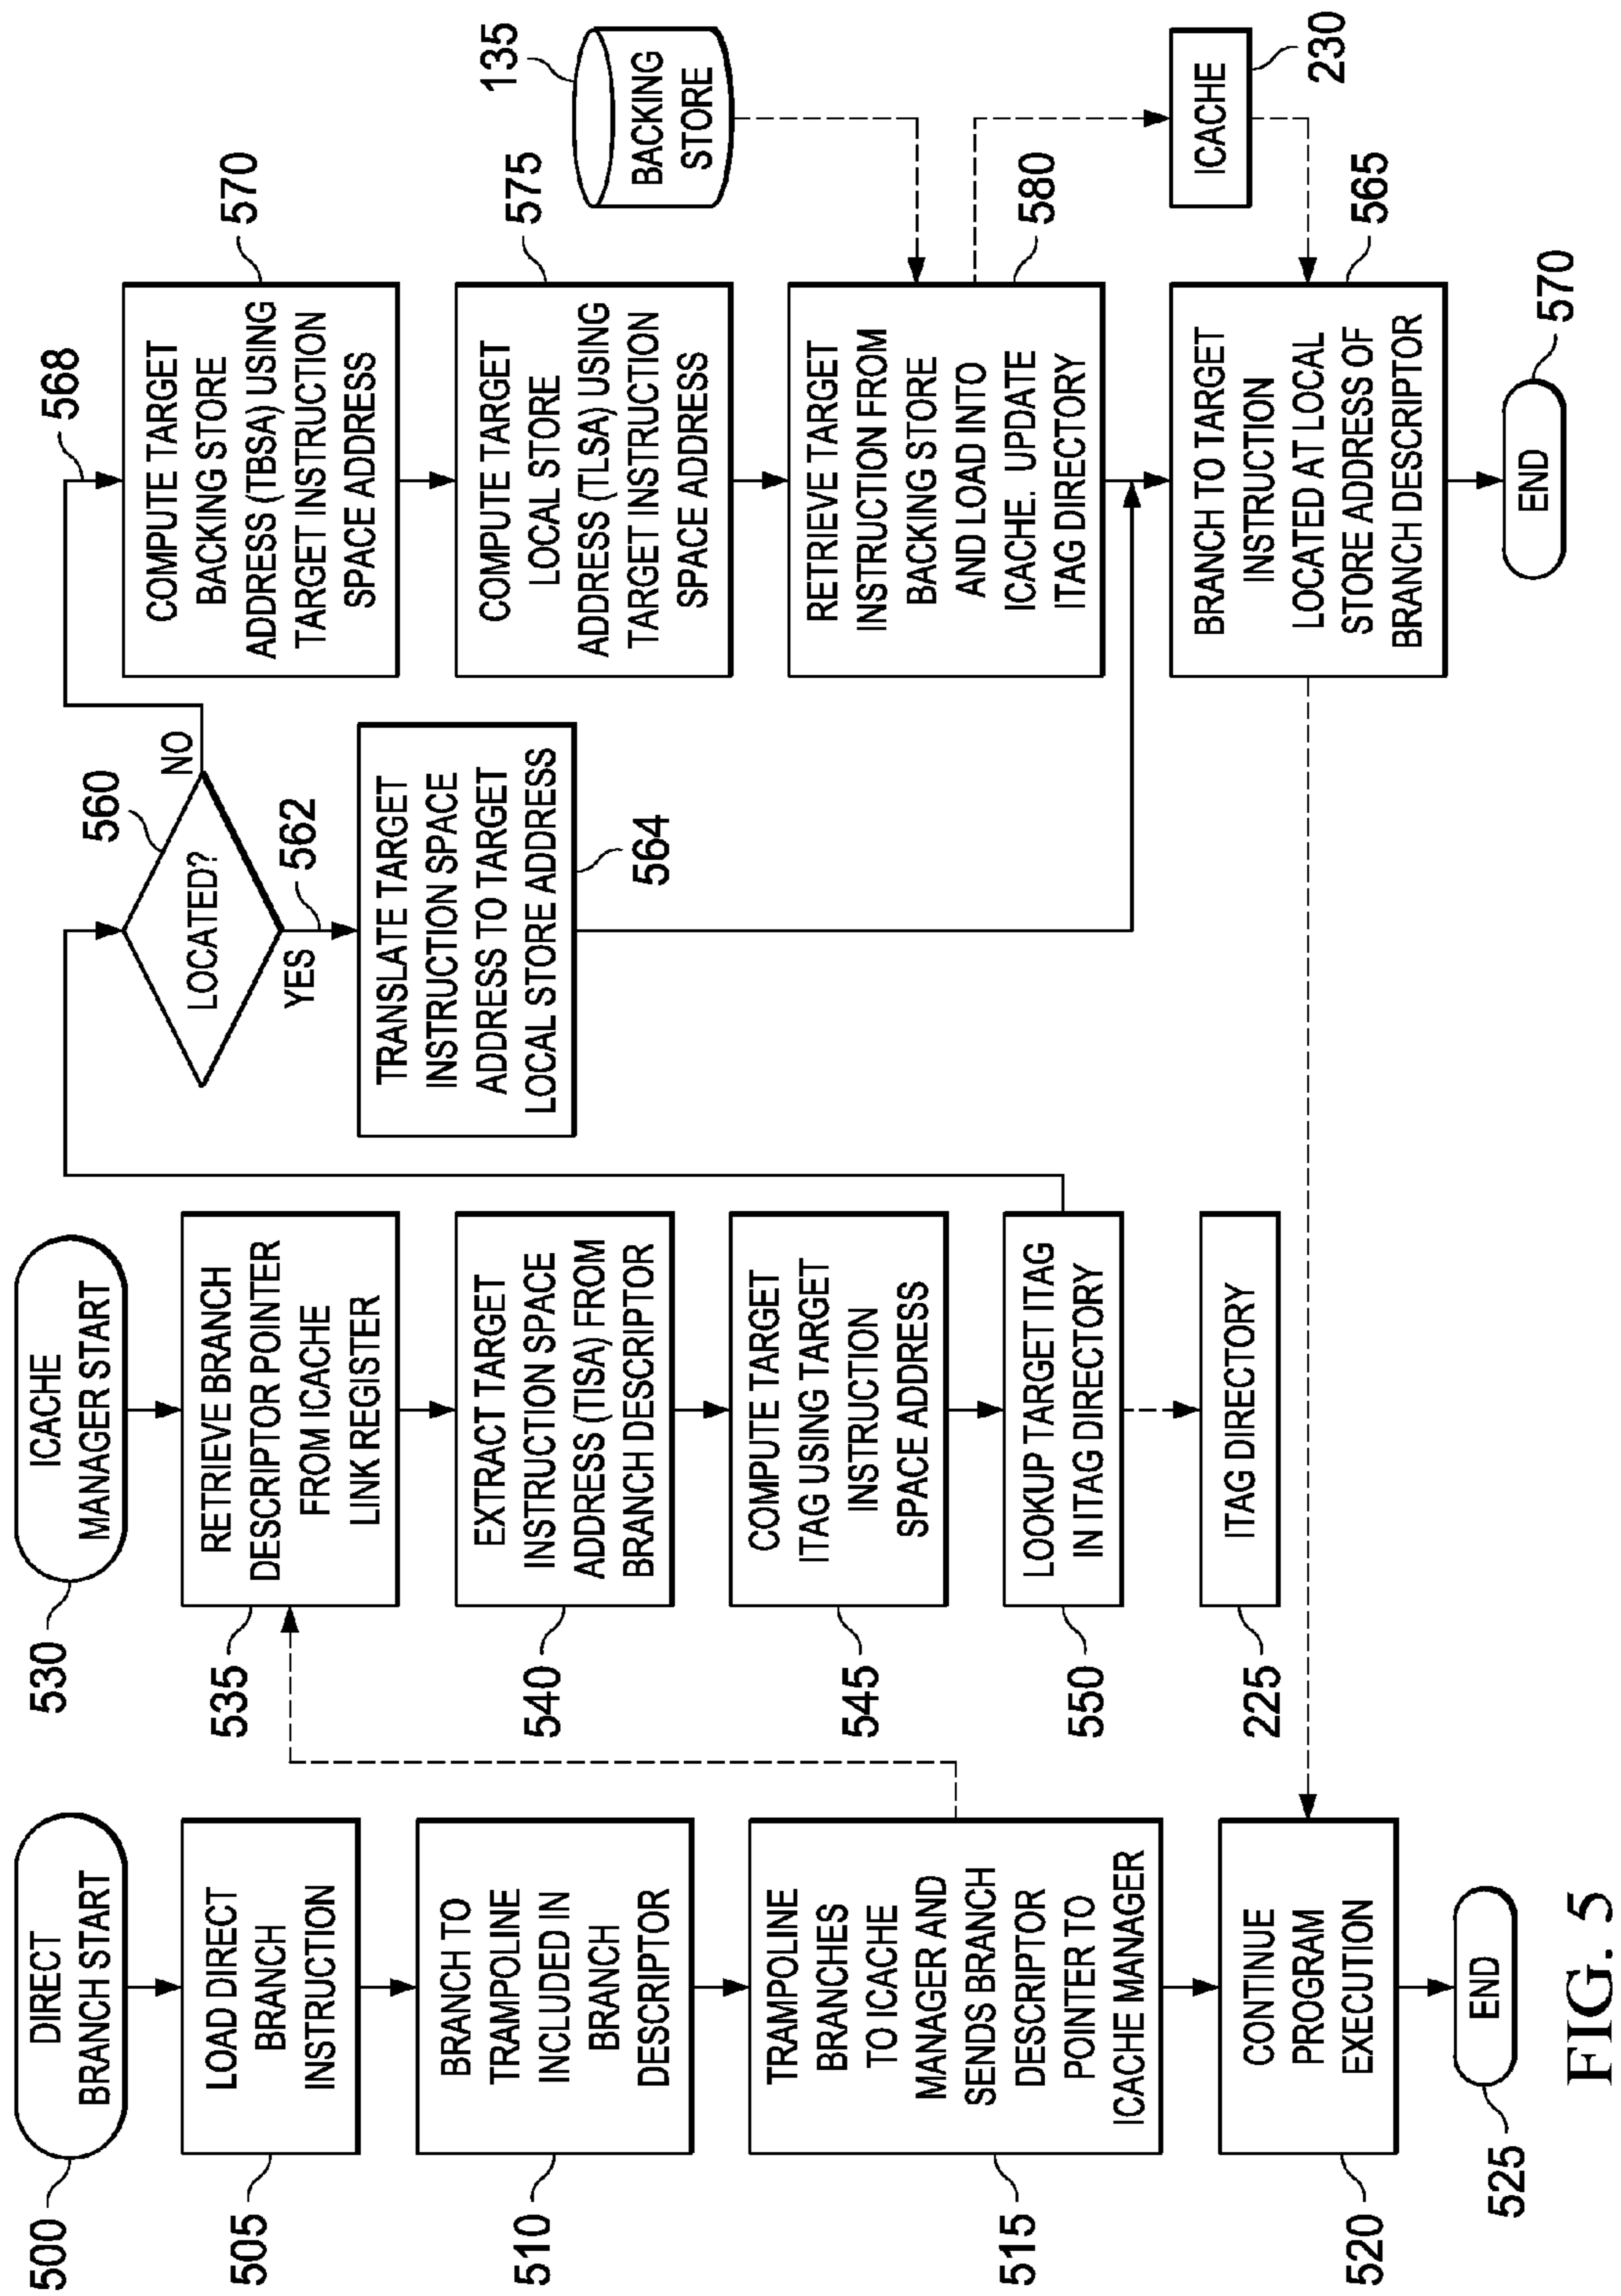 500
DIRECT
BRANCH START
505
LOAD DIRECT
BRANCH
INSTRUCTION
510
BRANCH TO
TRAMPOLINE
INCLUDED IN
BRANCH
DESCRIPTOR
515
TRAMPOLINE
BRANCHES
TO ICACHE
MANAGER AND
SENDS BRANCH
DESCRIPTOR
POINTER TO
ICACHE MANAGER
520
CONTINUE
PROGRAM
EXECUTION
525
END
530
ICACHE
MANAGER START
535
RETRIEVE BRANCH
DESCRIPTOR POINTER
FROM ICACHE
LINK REGISTER
540
EXTRACT TARGET
INSTRUCTION SPACE
ADDRESS (TISA) FROM
BRANCH DESCRIPTOR
545
COMPUTE TARGET
ITAG USING TARGET
INSTRUCTION
SPACE ADDRESS
550
LOOKUP TARGET ITAG
IN ITAG DIRECTORY
225
ITAG DIRECTORY
560
LOCATED?
NO
YES
562
TRANSLATE TARGET
INSTRUCTION SPACE
ADDRESS TO TARGET
LOCAL STORE ADDRESS
564
568
COMPUTE TARGET
BACKING STORE
ADDRESS (TBSA) USING
TARGET INSTRUCTION
SPACE ADDRESS
570
COMPUTE TARGET
LOCAL STORE
ADDRESS (TLSA) USING
TARGET INSTRUCTION
SPACE ADDRESS
575
135
BACKING
STORE
RETRIEVE TARGET
INSTRUCTION FROM
BACKING STORE
AND LOAD INTO
ICACHE. UPDATE
ITAG DIRECTORY
580
ICACHE
230
BRANCH TO TARGET
INSTRUCTION
LOCATED AT LOCAL
STORE ADDRESS OF
BRANCH DESCRIPTOR
565
END
570
FIG. 5